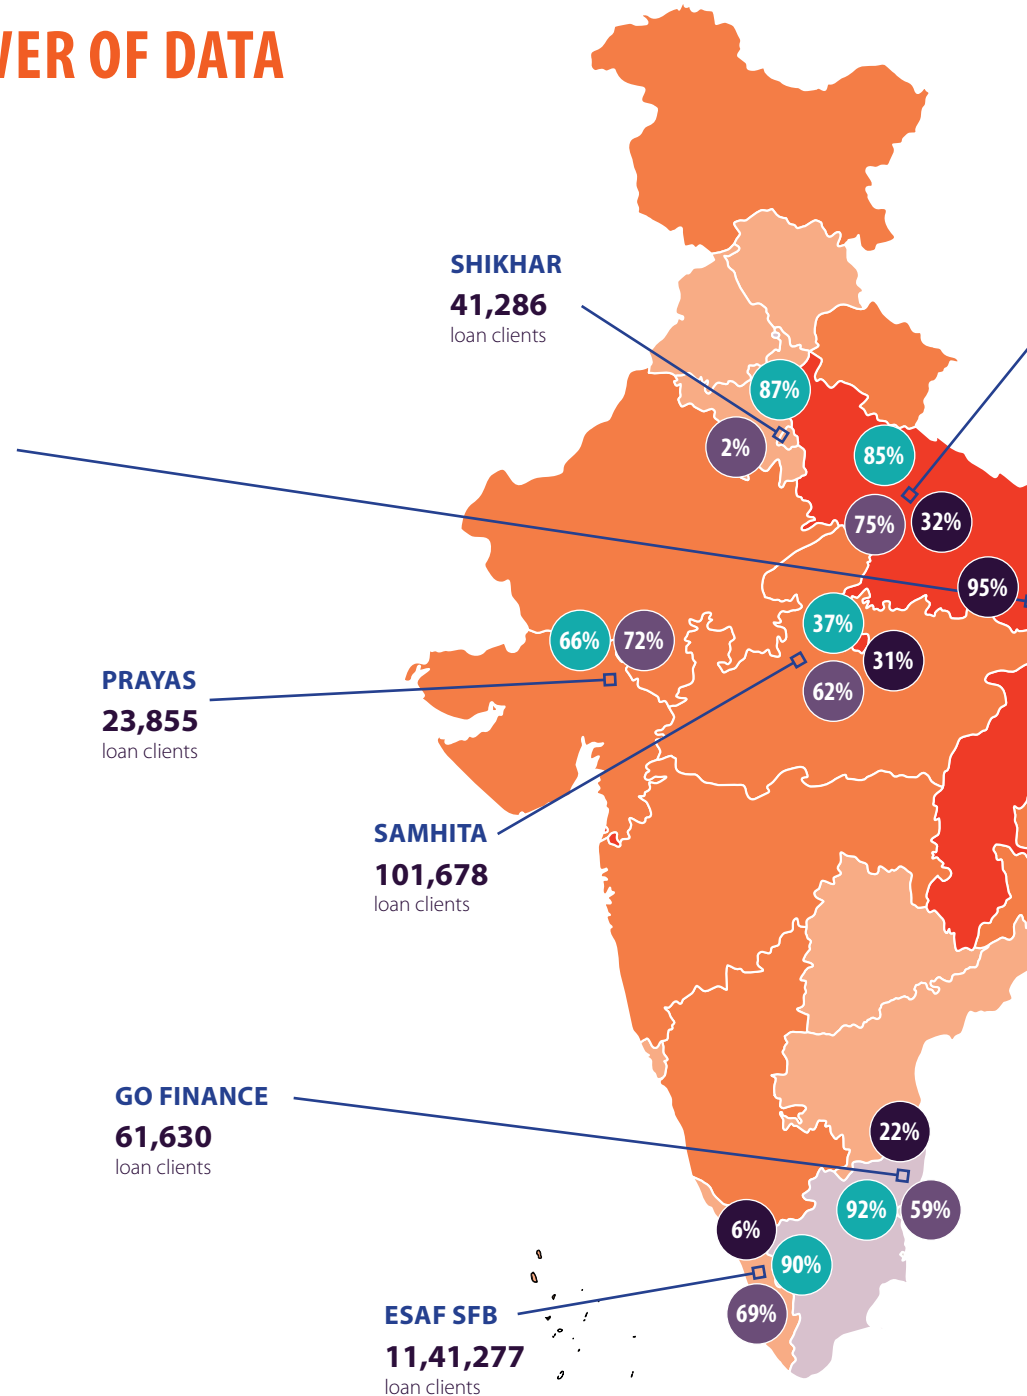 WER OF DATA
SHIKHAR
41,286
loan clients
87%
2%
85%
75%
32%
95%
37%
31%
62%
66%
72%
PRAYAS
23,855
loan clients
SAMHITA
101,678
loan clients
GO FINANCE
61,630
loan clients
22%
92%
59%
6%
90%
69%
ESAF SFB
11,41,277
loan clients